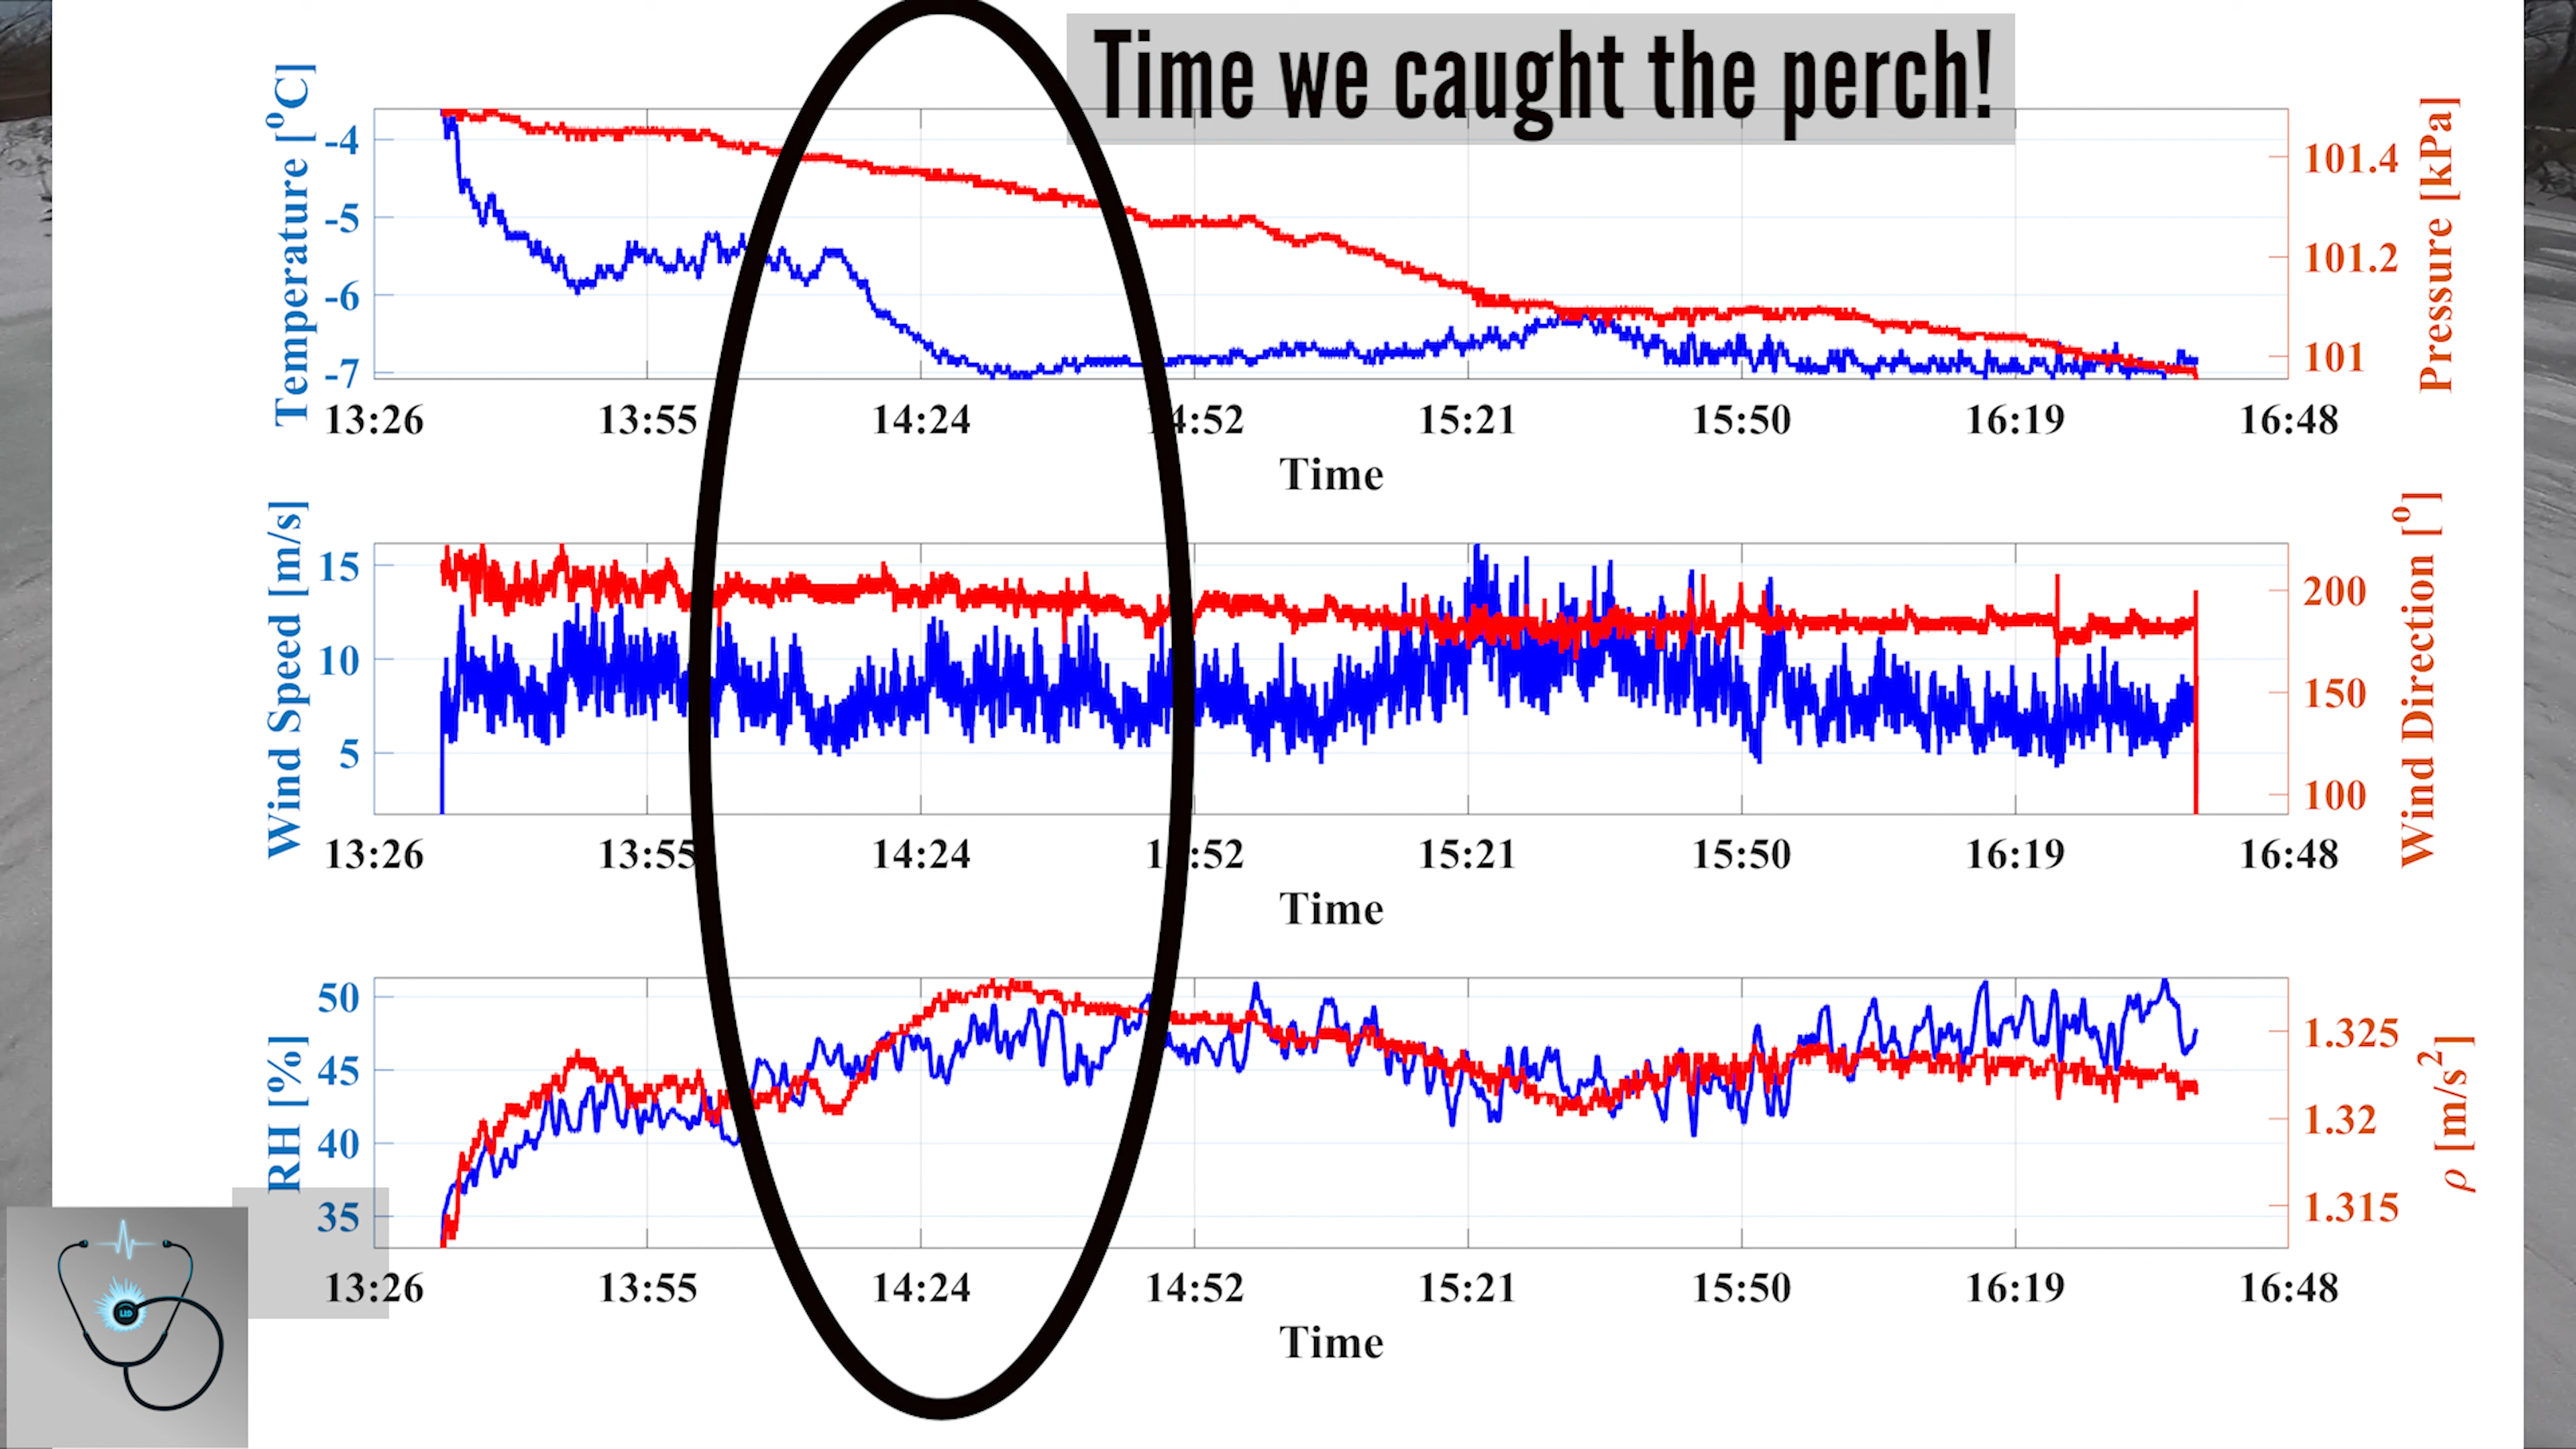 Time we caught the perch!
Temperature [°C]
-4
-5
-6
-7
101.4
101.2
101
Pressure [kPa]
13:26 13:55 14:24 4:52 15:21 15:50 16:19 16:48
Time
Wind Speed [m/s]
15
10
5
200
150
100
Wind Direction [°]
13:26 13:55 14:24 1 :52 15:21 15:50 16:19 16:48
Time
RH [%]
50
45
40
35
1.325
1.32
1.315
ρ [m/s²]
13:26 13:55 14:24 14:52 15:21 15:50 16:19 16:48
Time